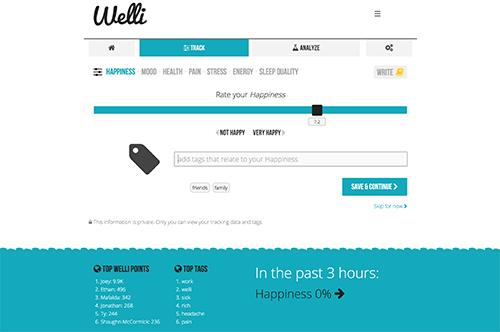 Welli
TRACK
ANALYZE
HAPPINESS MOOD HEALTH PAIN STRESS ENERGY SLEEP QUALITY
WRITE
Rate your Happiness
7.2
NOT HAPPY VERY HAPPY
add tags that relate to your Happiness
friends family
SAVE & CONTINUE
Skip for now
This information is private. Only you can view your tracking data and tags.
TOP WELLI POINTS
1. Joey: 9.9K
2. Ethan: 495
3. Mafalda: 342
4. Jonathan: 268
5. Ty: 244
6. Shaughn McCormick: 236
TOP TAGS
1. work
2. welli
3. sick
4. rich
5. headache
6. pain
In the past 3 hours:
Happiness 0%